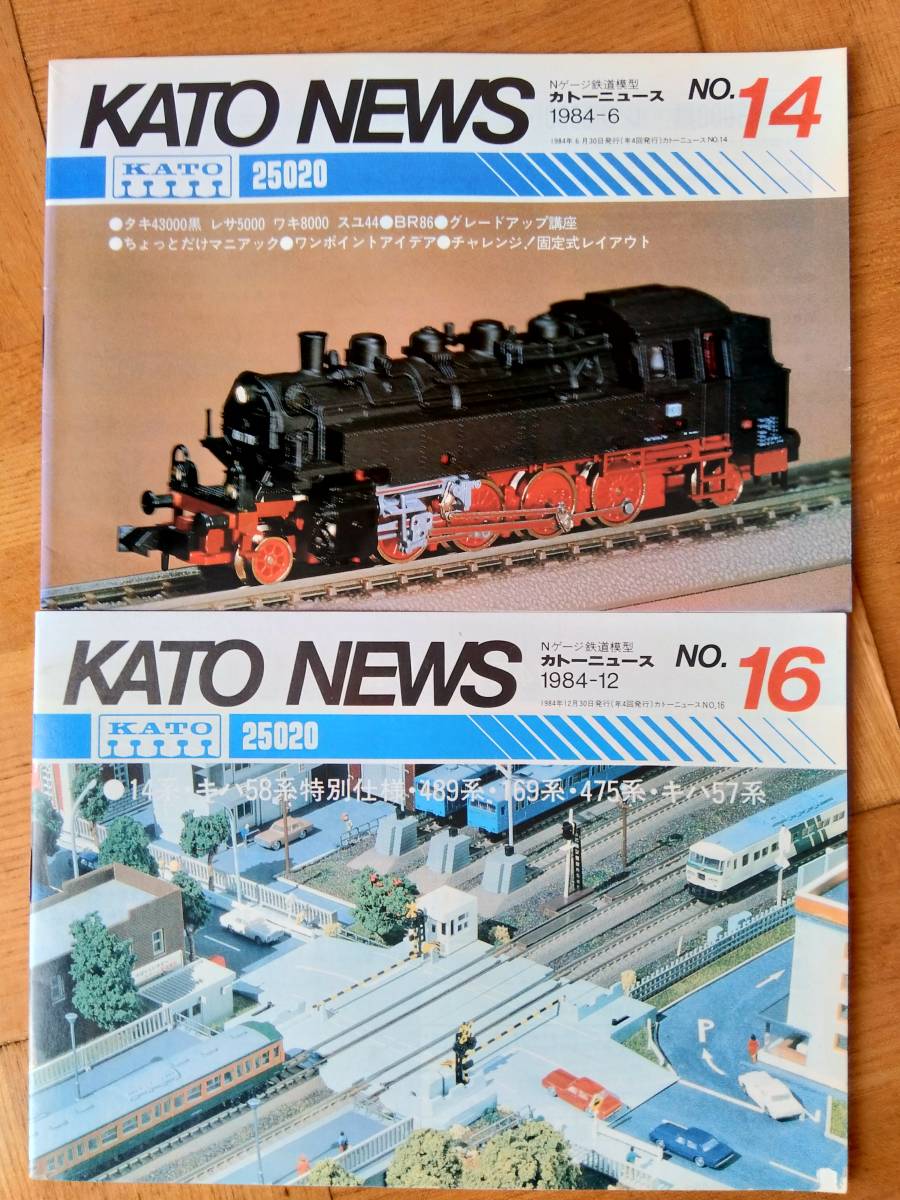 KATO NEWS
Nゲージ鉄道模型
カトーニュース
1984-6
NO.14
1984年6月30日発行(年4回発行)カトーニュースNO.14
KATO
25020
●タキ43000黒 レサ5000 ワキ8000 スユ44●BR86●グレードアップ講座
●ちょっとだけマニアック●ワンポイントアイデア●チャレンジ!固定式レイアウト
KATO NEWS
Nゲージ鉄道模型
カトーニュース
1984-12
NO.16
1984年12月30日発行(年4回発行)カトーニュースNO,16
KATO
25020
●14系・キハ58系特別仕様・489系・169系・475系・キハ57系
P